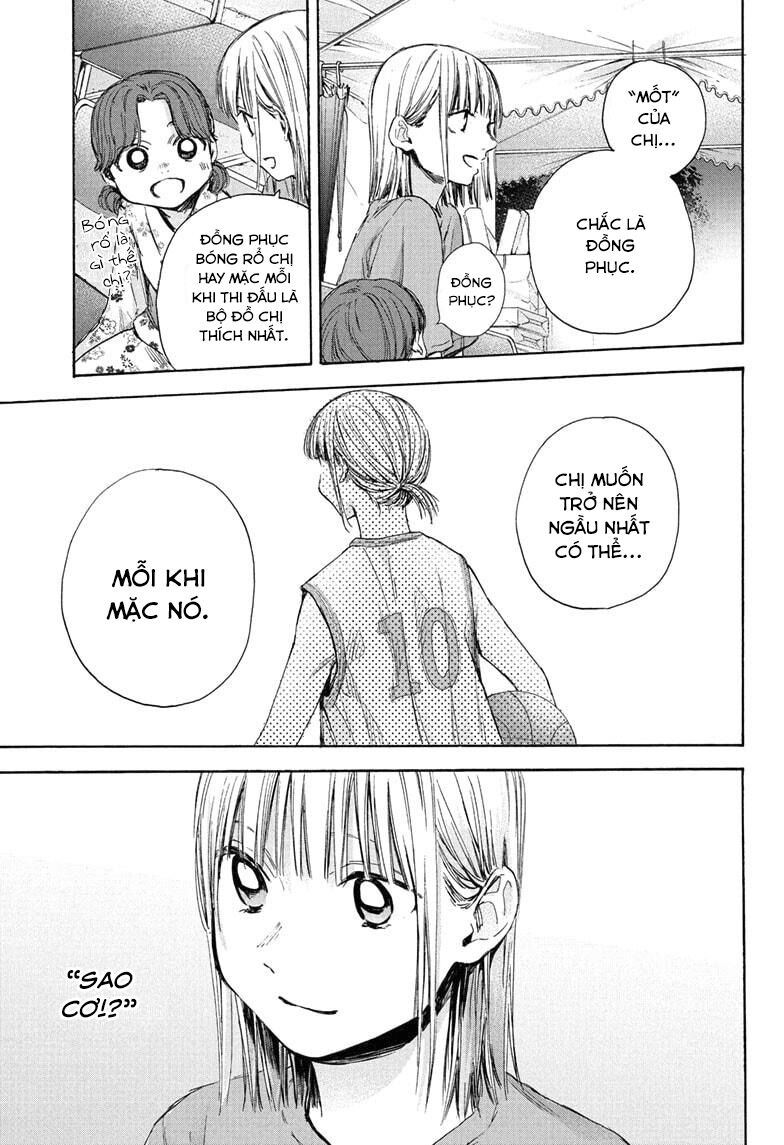 “MỐT”
CỦA
CHỊ...
CHẮC LÀ
ĐỒNG
PHỤC.
ĐỒNG
PHỤC?
ĐỒNG PHỤC
BÓNG RỔ CHỊ
HAY MẶC MỖI
KHI THI ĐẤU LÀ
BỘ ĐỒ CHỊ
THÍCH NHẤT.
Bóng
rổ là
gì thế
chị?
CHỊ MUỐN
TRỞ NÊN
NGẦU NHẤT
CÓ THỂ...
10
MỖI KHI
MẶC NÓ.
“SAO
CƠ!?”